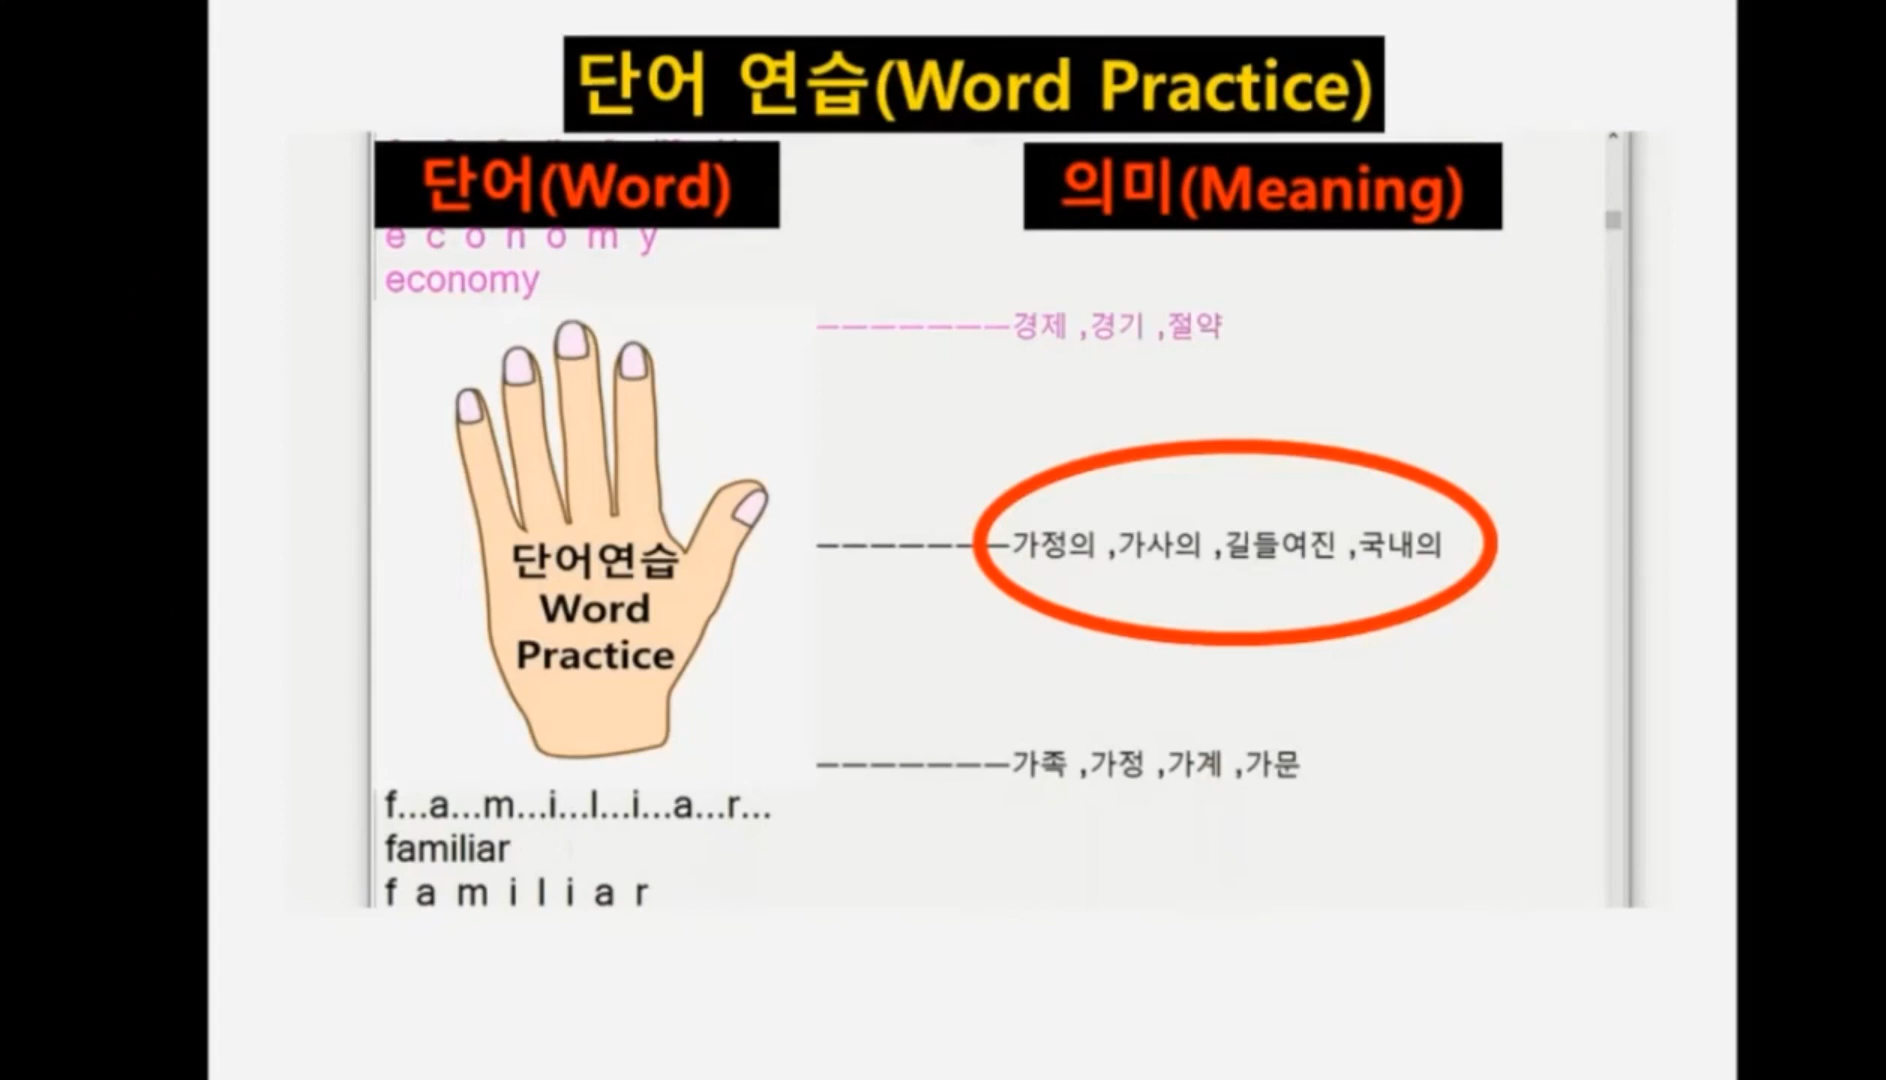 단어 연습(Word Practice)
단어(Word)
의미(Meaning)
e c o n o m y
economy
———————경제 ,경기 ,절약
———————가정의 ,가사의 ,길들여진 ,국내의
단어연습
Word
Practice
———————가족 ,가정 ,가계 ,가문
f...a...m...i...l...i...a...r...
familiar
f a m i l i a r